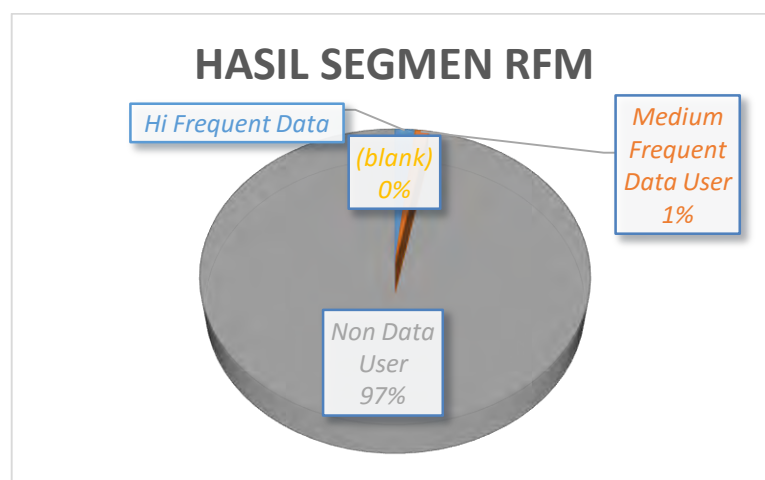 HASIL SEGMEN RFM
Hi Frequent Data
(blank)
0%
Medium
Frequent
Data User
1%
Non Data
User
97%